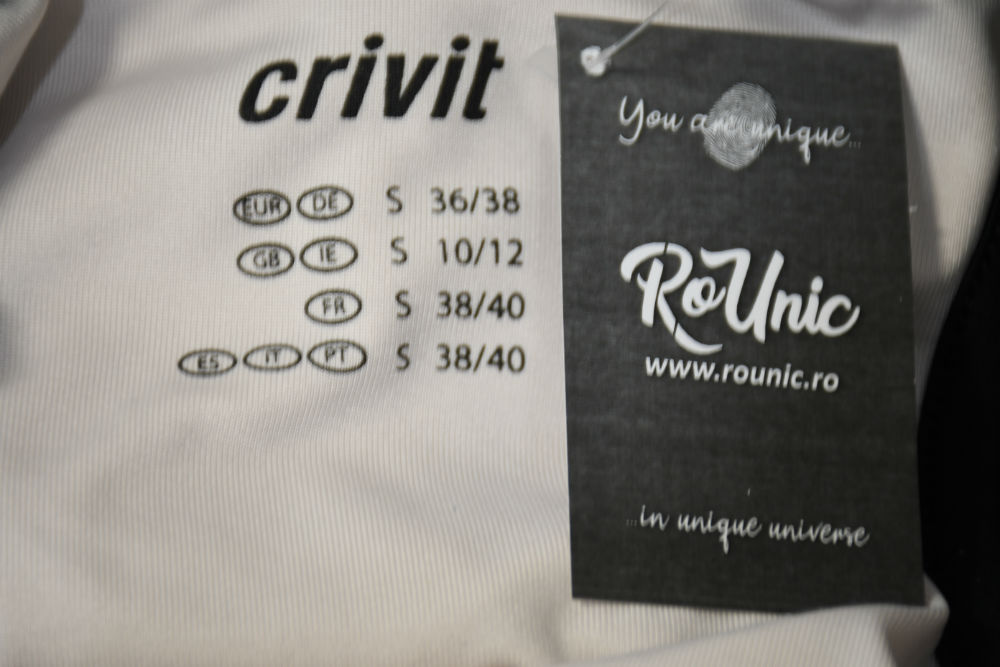 crivit
EUR DE S 36/38
GB IE S 10/12
FR S 38/40
ES IT PT S 38/40
You are unique...
RoUnic
www.rounic.ro
...in unique universe